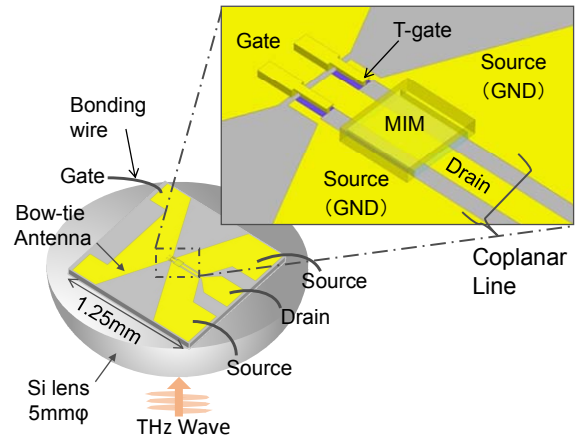 Gate
T-gate
Source
(GND)
MIM
Drain
Source
(GND)
Coplanar
Line
Bonding
wire
Gate
Bow-tie
Antenna
1.25mm
Source
Drain
Source
Si lens
5mmφ
THz Wave